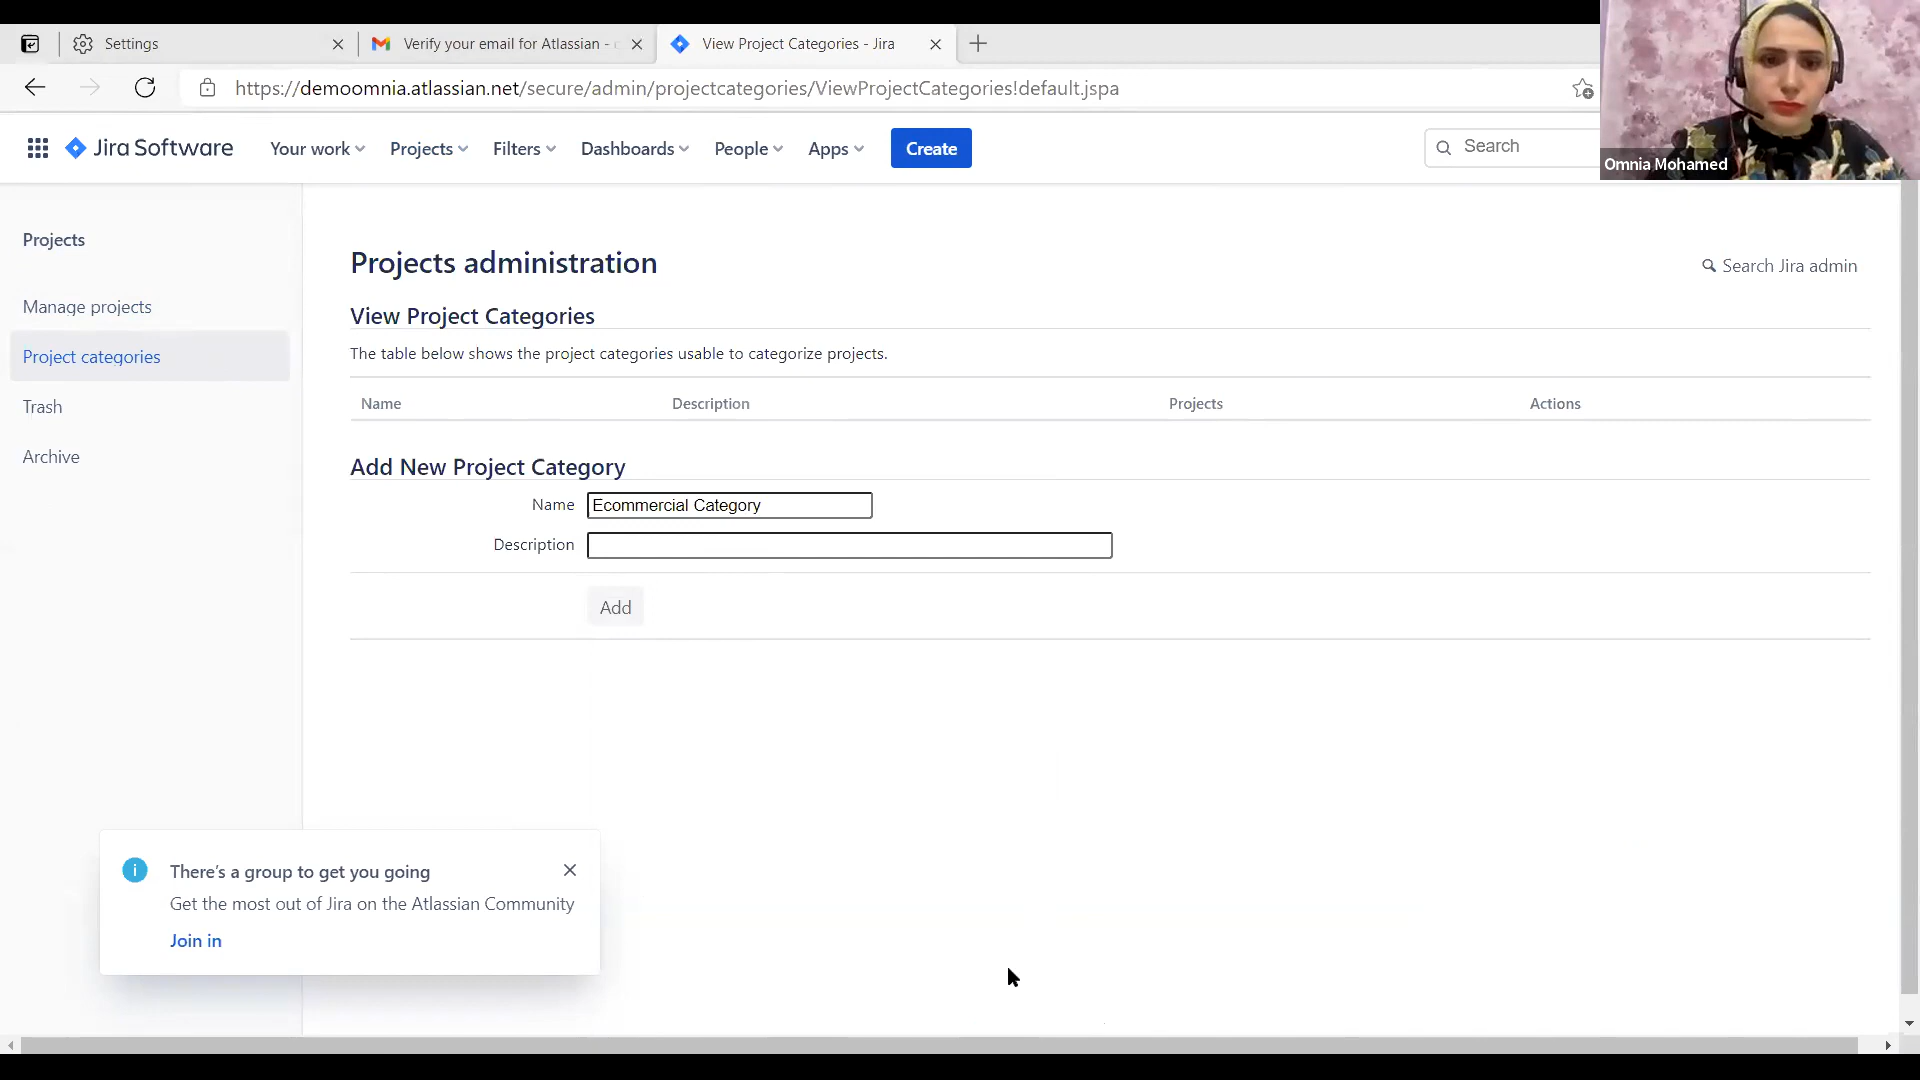 Settings
Verify your email for Atlassian -
View Project Categories - Jira
https://demoomnia.atlassian.net/secure/admin/projectcategories/ViewProjectCategories!default.jspa
Jira Software
Your work
Projects
Filters
Dashboards
People
Apps
Create
Search
Omnia Mohamed
Projects
Manage projects
Project categories
Trash
Archive
Projects administration
Search Jira admin
View Project Categories
The table below shows the project categories usable to categorize projects.
Name Description Projects Actions
Add New Project Category
Name Ecommercial Category
Description
Add
There's a group to get you going
Get the most out of Jira on the Atlassian Community
Join in